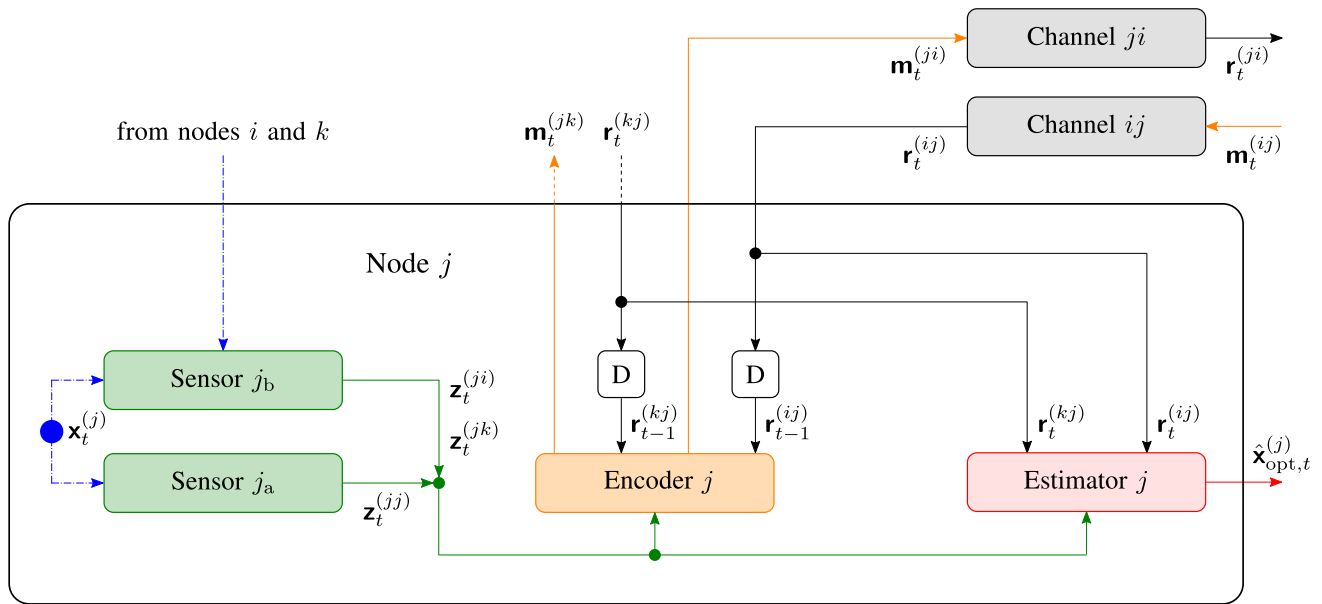 Channel ji
m_t^{(ji)}
r_t^{(ji)}
from nodes i and k
m_t^{(jk)}
r_t^{(kj)}
Channel ij
r_t^{(ij)}
m_t^{(ij)}
Node j
Sensor j_b
z_t^{(ji)}
D
D
x_t^{(j)}
z_t^{(jk)}
r_{t-1}^{(kj)}
r_{t-1}^{(ij)}
r_t^{(kj)}
r_t^{(ij)}
Sensor j_a
z_t^{(jj)}
Encoder j
Estimator j
x̂_{opt,t}^{(j)}